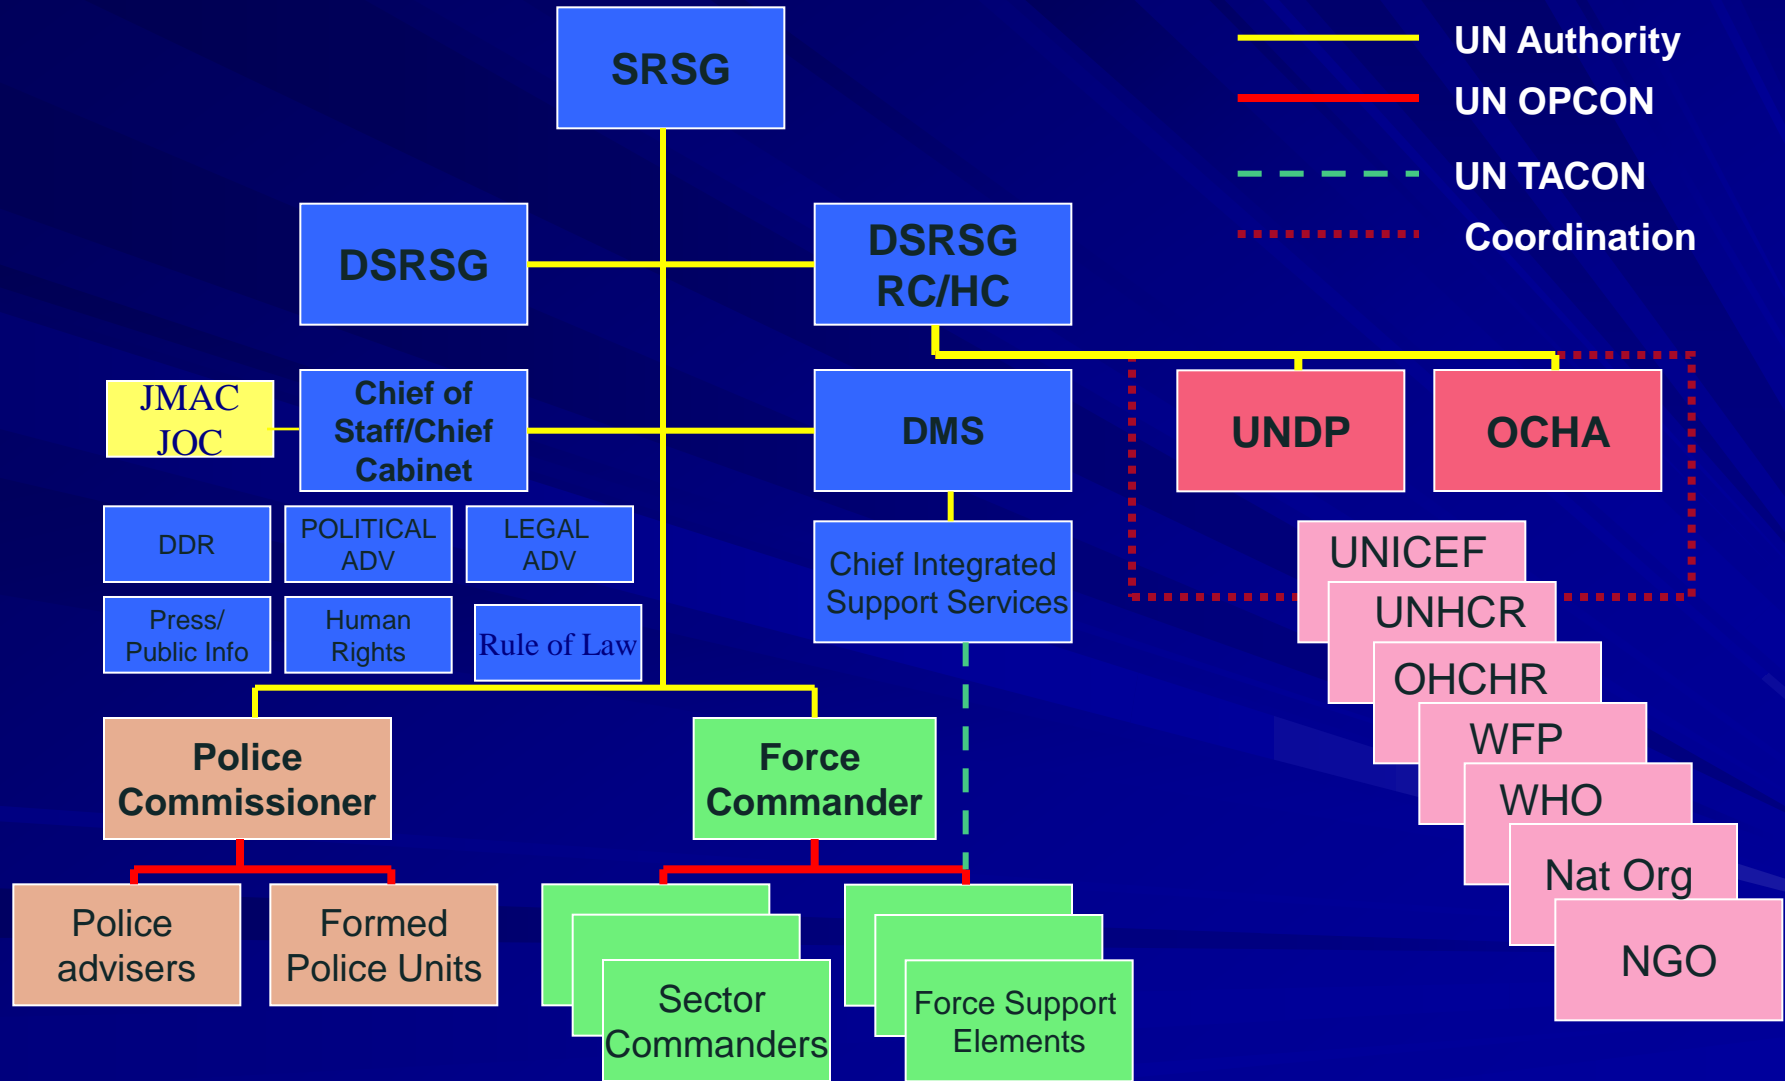 SRSG
UN Authority
UN OPCON
UN TACON
Coordination
DSRSG
DSRSG
RC/HC
JMAC
JOC
Chief of
Staff/Chief
Cabinet
DMS
UNDP
OCHA
DDR
POLITICAL
ADV
LEGAL
ADV
Chief Integrated
Support Services
Press/
Public Info
Human
Rights
Rule of Law
UNICEF
UNHCR
OHCHR
WFP
WHO
Nat Org
NGO
Police
Commissioner
Force
Commander
Police
advisers
Formed
Police Units
Sector
Commanders
Force Support
Elements